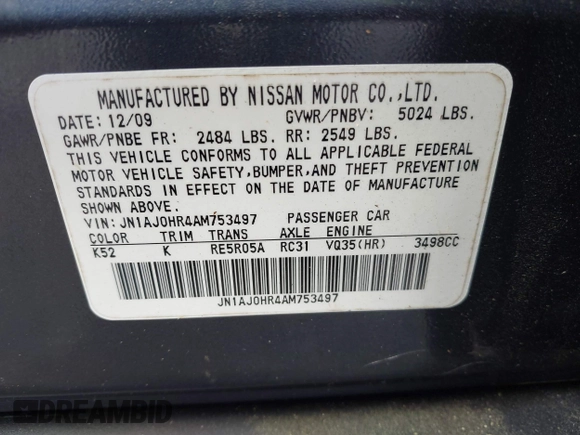 MANUFACTURED BY NISSAN MOTOR CO.,LTD.
DATE: 12/09 GVWR/PNBV: 5024 LBS.
GAWR/PNBE FR: 2484 LBS. RR: 2549 LBS.
THIS VEHICLE CONFORMS TO ALL APPLICABLE FEDERAL
MOTOR VEHICLE SAFETY,BUMPER,AND THEFT PREVENTION
STANDARDS IN EFFECT ON THE DATE OF MANUFACTURE
SHOWN ABOVE.
VIN: JN1AJ0HR4AM753497 PASSENGER CAR
COLOR TRIM TRANS AXLE ENGINE
K52 K RE5R05A RC31 VQ35(HR) 3498CC
JN1AJ0HR4AM753497
DREAMBID